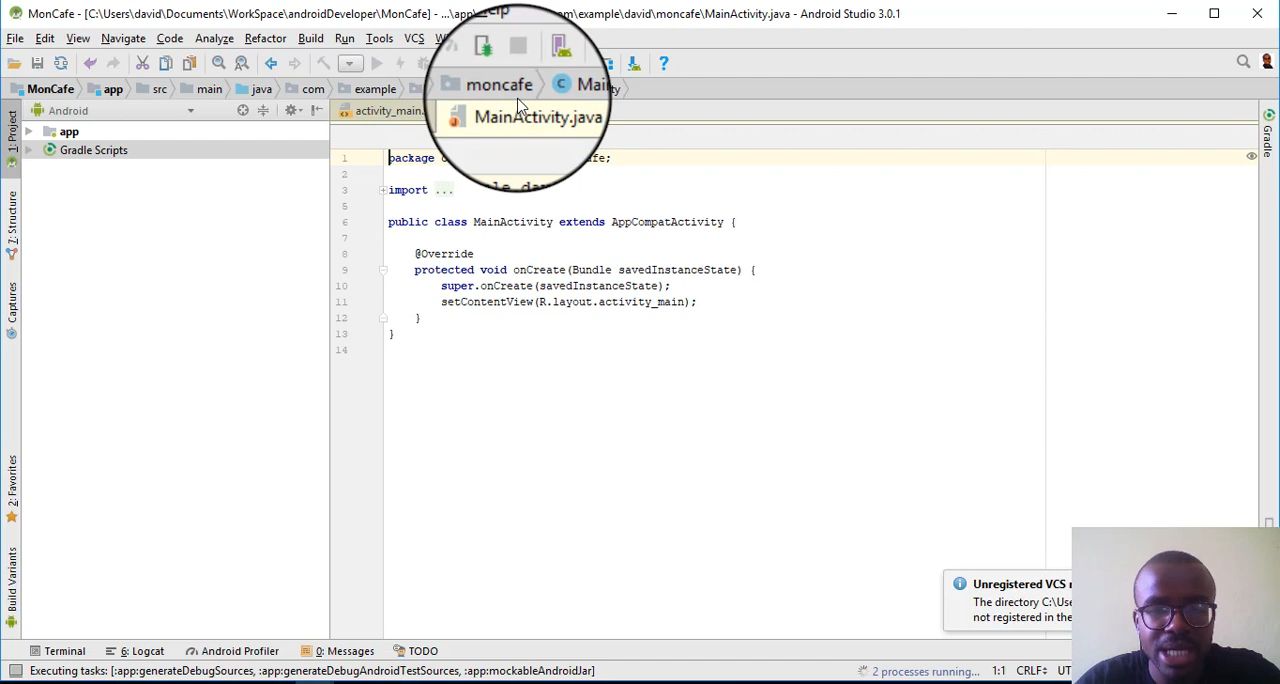 MonCafe - [C:\Users\david\Documents\WorkSpace\androidDeveloper\MonCafe] - ...\app\
om\example\david\moncafe\MainActivity.java - Android Studio 3.0.1
File Edit View Navigate Code Analyze Refactor Build Run Tools VCS
MonCafe app src main java com example
moncafe
Android
activity_main.
MainActivity.java
1: Project
7: Structure
Captures
2: Favorites
Build Variants
Gradle
app
Gradle Scripts
1 package
2
3 import ...
5
6 public class MainActivity extends AppCompatActivity {
7
8 @Override
9 protected void onCreate(Bundle savedInstanceState) {
10 super.onCreate(savedInstanceState);
11 setContentView(R.layout.activity_main);
12 }
13 }
14
Unregistered VCS
The directory C:\Use
not registered in the
Terminal 6: Logcat Android Profiler 0: Messages TODO
Executing tasks: [:app:generateDebugSources, :app:generateDebugAndroidTestSources, :app:mockableAndroidJar]
2 processes running... 1:1 CRLF÷ UT